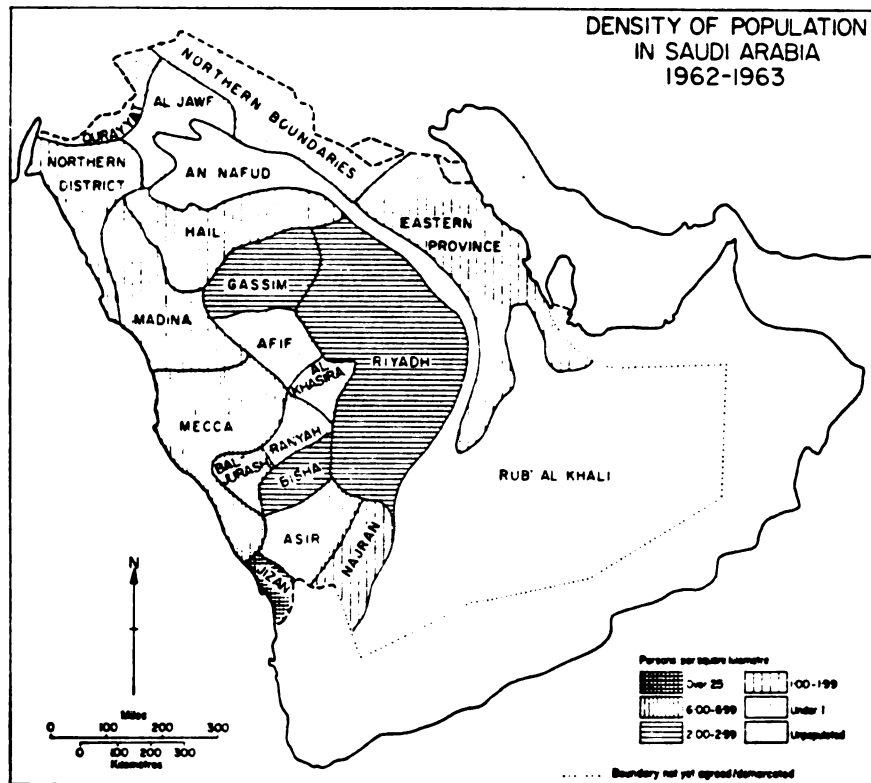 DENSITY OF POPULATION
IN SAUDI ARABIA
1962-1963
NORTHERN BOUNDARIES
AL JAWF
QURAYYAT
NORTHERN
DISTRICT
AN NAFUD
HAIL
EASTERN
PROVINCE
GASSIM
MADINA
AFIF
RIYADH
AL
KHASIRA
MECCA
RANYAH
BAL
JURASH
BISHA
RUB' AL KHALI
ASIR
NAJRAN
JIZAN
N
Miles
0 100 200 300
0 100 200 300
Kilometres
Persons per square kilometre
Over 25
1·00-1·99
6·00-6·99
Under 1
2·00-2·99
Unpopulated
Boundary not yet agreed/demarcated